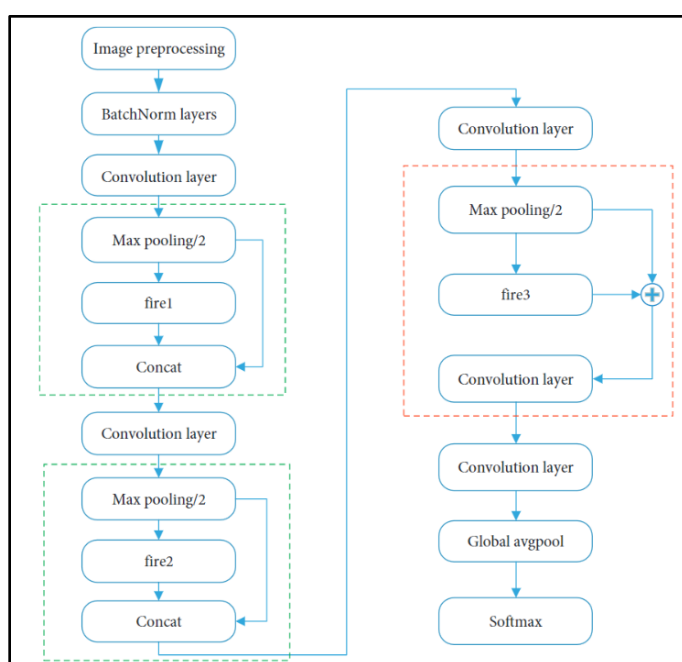 Image preprocessing
BatchNorm layers
Convolution layer
Max pooling/2
fire1
Concat
Convolution layer
Max pooling/2
fire2
Concat
Convolution layer
Max pooling/2
fire3
Convolution layer
Convolution layer
Global avgpool
Softmax